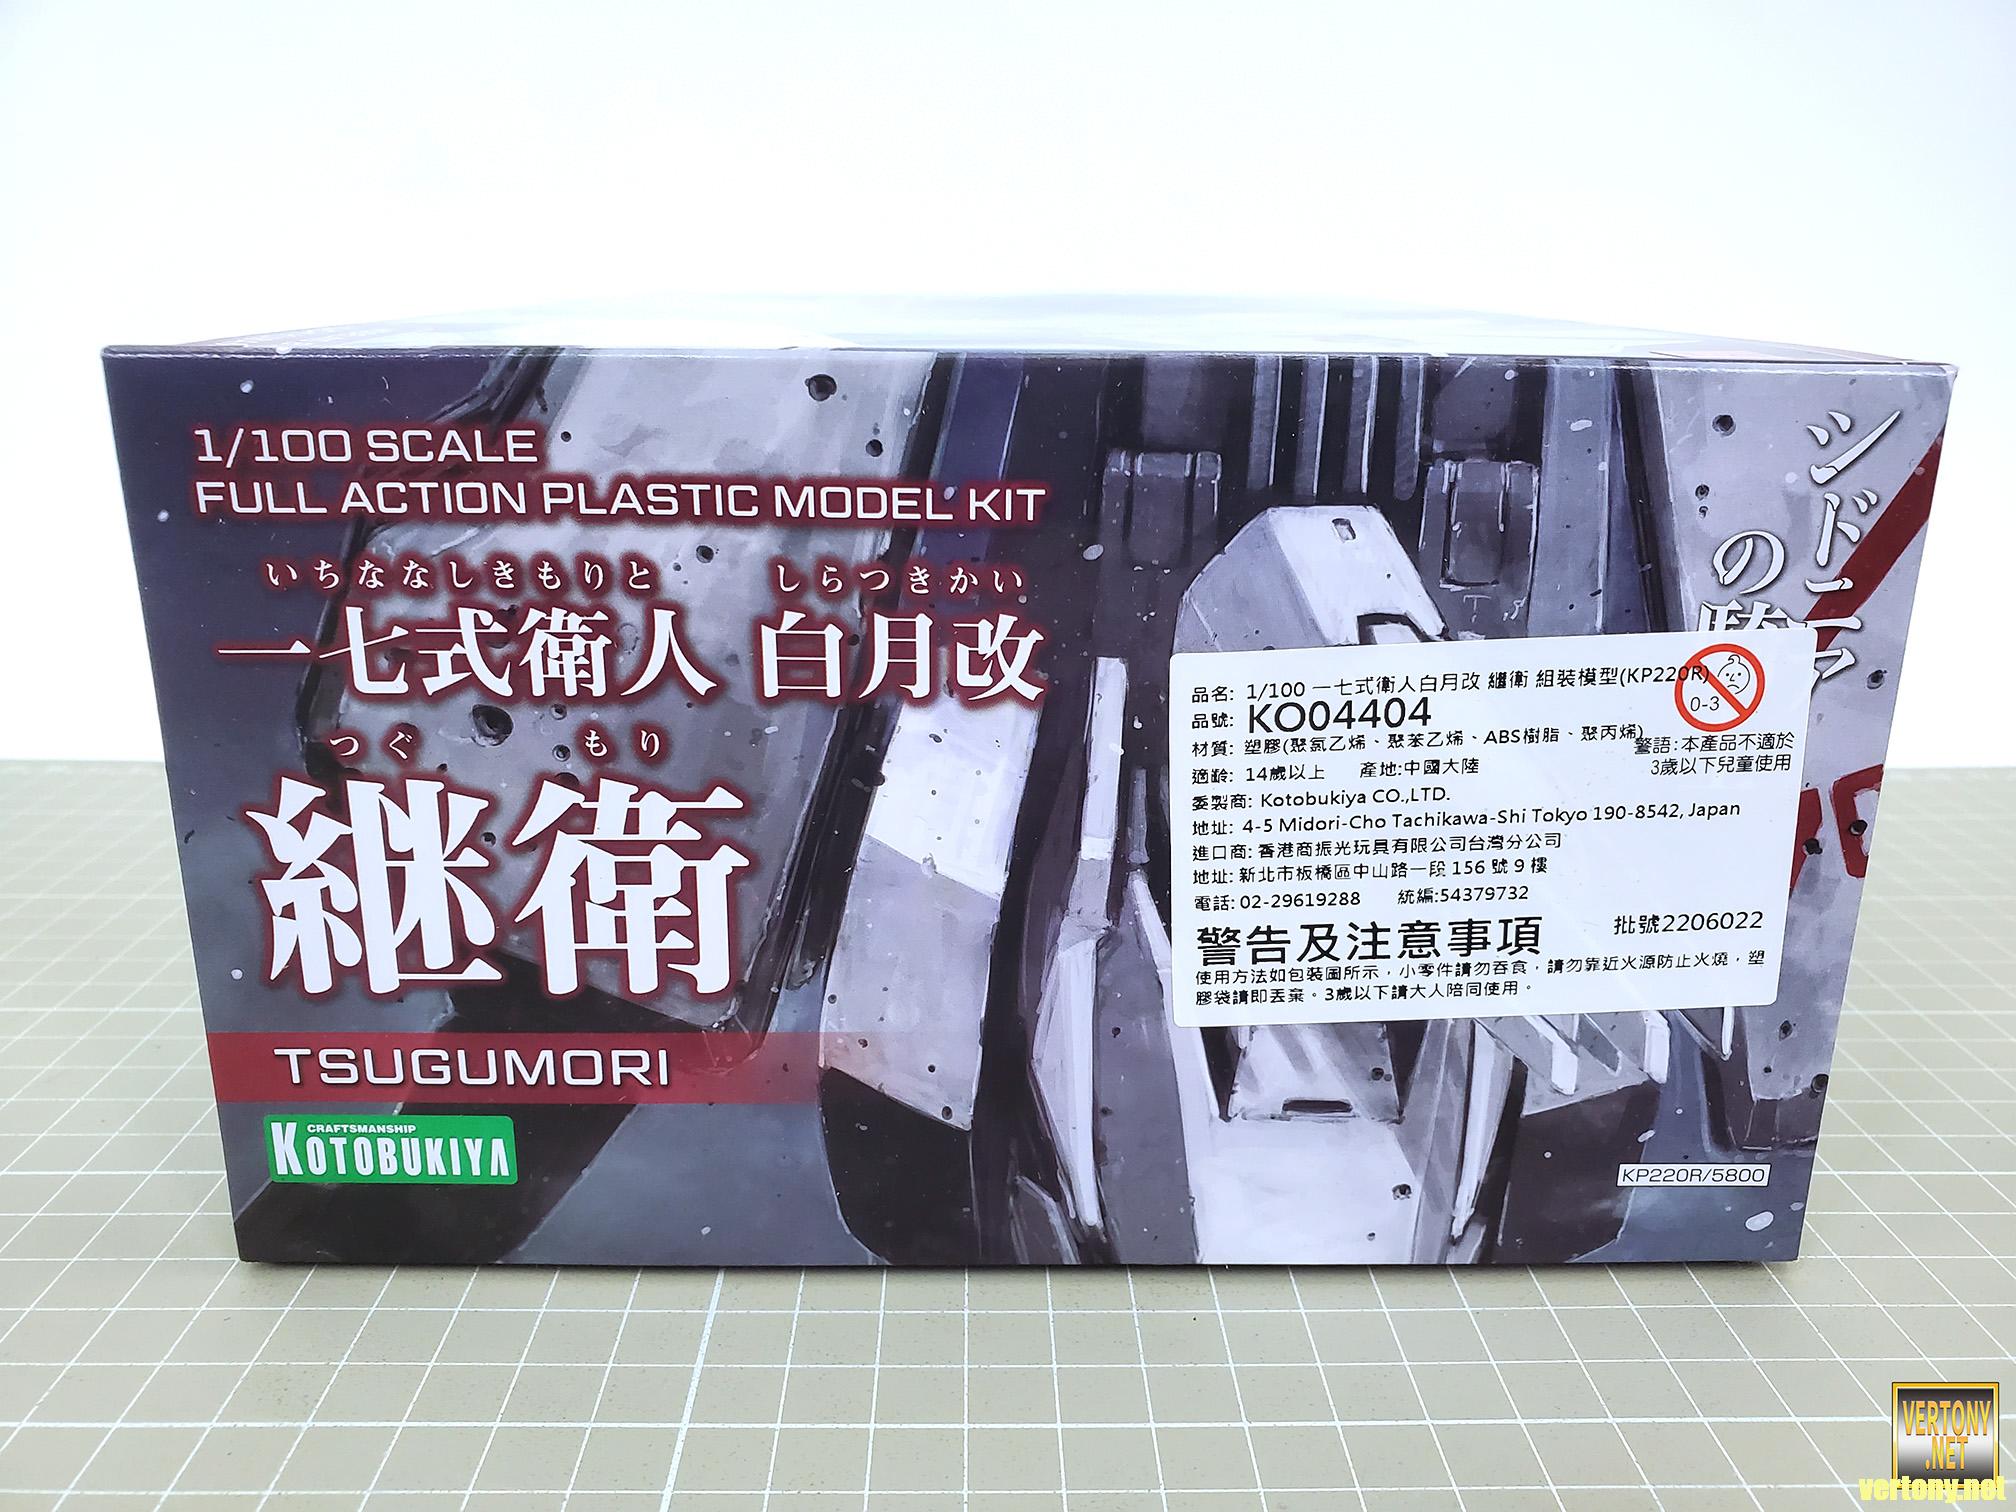 1/100 SCALE
FULL ACTION PLASTIC MODEL KIT
いちななしきもりと しらつきかい
一七式衛人 白月改
つぐ もり
継衛
TSUGUMORI
CRAFTSMANSHIP
KOTOBUKIYA
シドニア
の騎
品名: 1/100 一七式衛人白月改 繼衛 組裝模型(KP220R)
品號: KO04404
材質: 塑膠(聚氯乙烯、聚苯乙烯、ABS樹脂、聚丙烯)
適齡: 14歲以上 產地:中國大陸
委製商: Kotobukiya CO.,LTD.
地址: 4-5 Midori-Cho Tachikawa-Shi Tokyo 190-8542, Japan
進口商: 香港商振光玩具有限公司台灣分公司
地址: 新北市板橋區中山路一段 156 號 9 樓
電話: 02-29619288 統編:54379732
0-3
警語:本產品不適於
3歲以下兒童使用
警告及注意事項 批號2206022
使用方法如包裝圖所示，小零件請勿吞食，請勿靠近火源防止火燒，塑
膠袋請即丟棄。3歲以下請大人陪同使用。
KP220R/5800
VERTONY
.NET
vertony.net